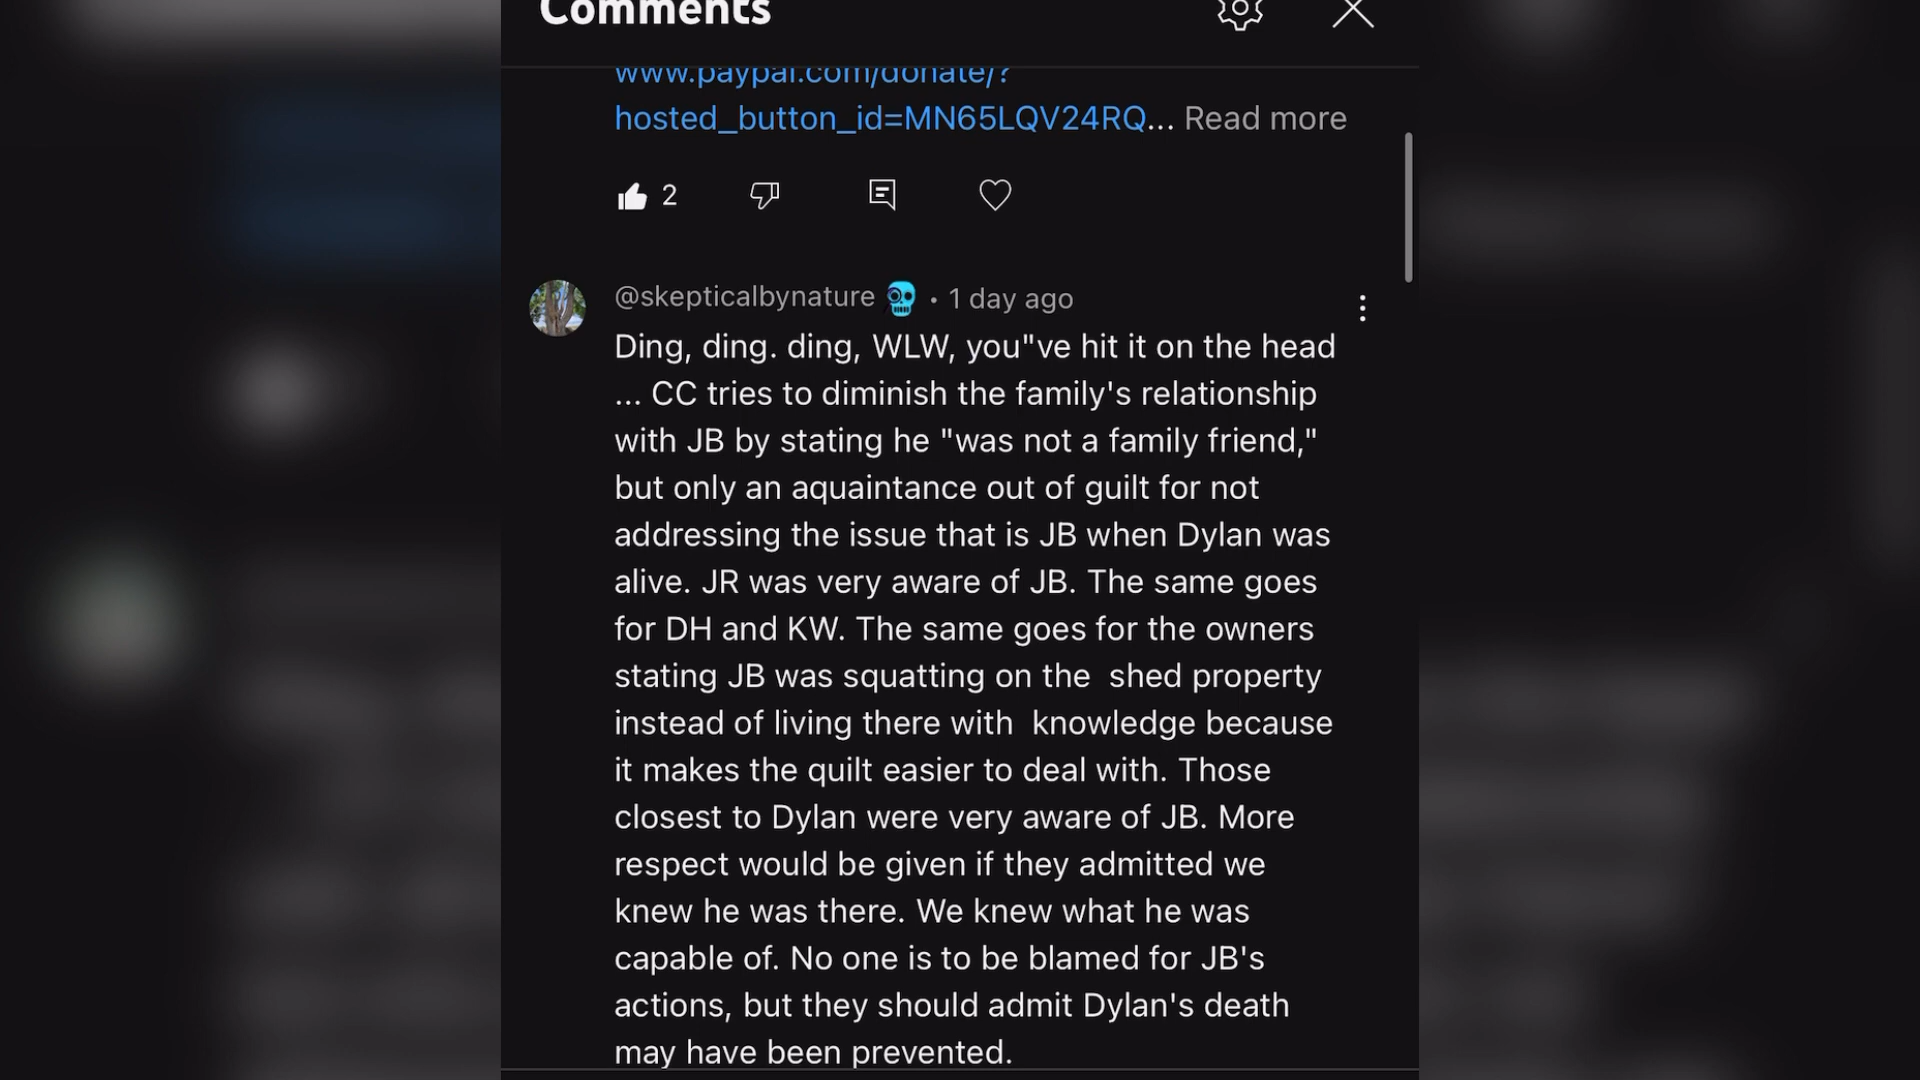 Comments
www.paypal.com/donate/?
hosted_button_id=MN65LQV24RQ... Read more
2
@skepticalbynature • 1 day ago
Ding, ding. ding, WLW, you"ve hit it on the head
... CC tries to diminish the family's relationship
with JB by stating he "was not a family friend,"
but only an aquaintance out of guilt for not
addressing the issue that is JB when Dylan was
alive. JR was very aware of JB. The same goes
for DH and KW. The same goes for the owners
stating JB was squatting on the  shed property
instead of living there with  knowledge because
it makes the quilt easier to deal with. Those
closest to Dylan were very aware of JB. More
respect would be given if they admitted we
knew he was there. We knew what he was
capable of. No one is to be blamed for JB's
actions, but they should admit Dylan's death
may have been prevented.